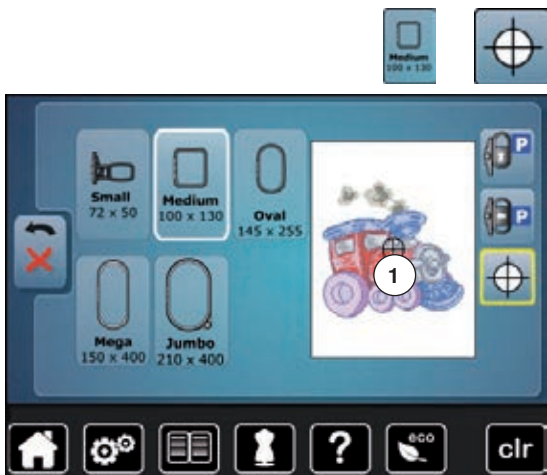 Medium
100 x 130
Small
72 x 50
Medium
100 x 130
Oval
145 x 255
P
P
1
Mega
150 x 400
Jumbo
210 x 400
?
eco
clr